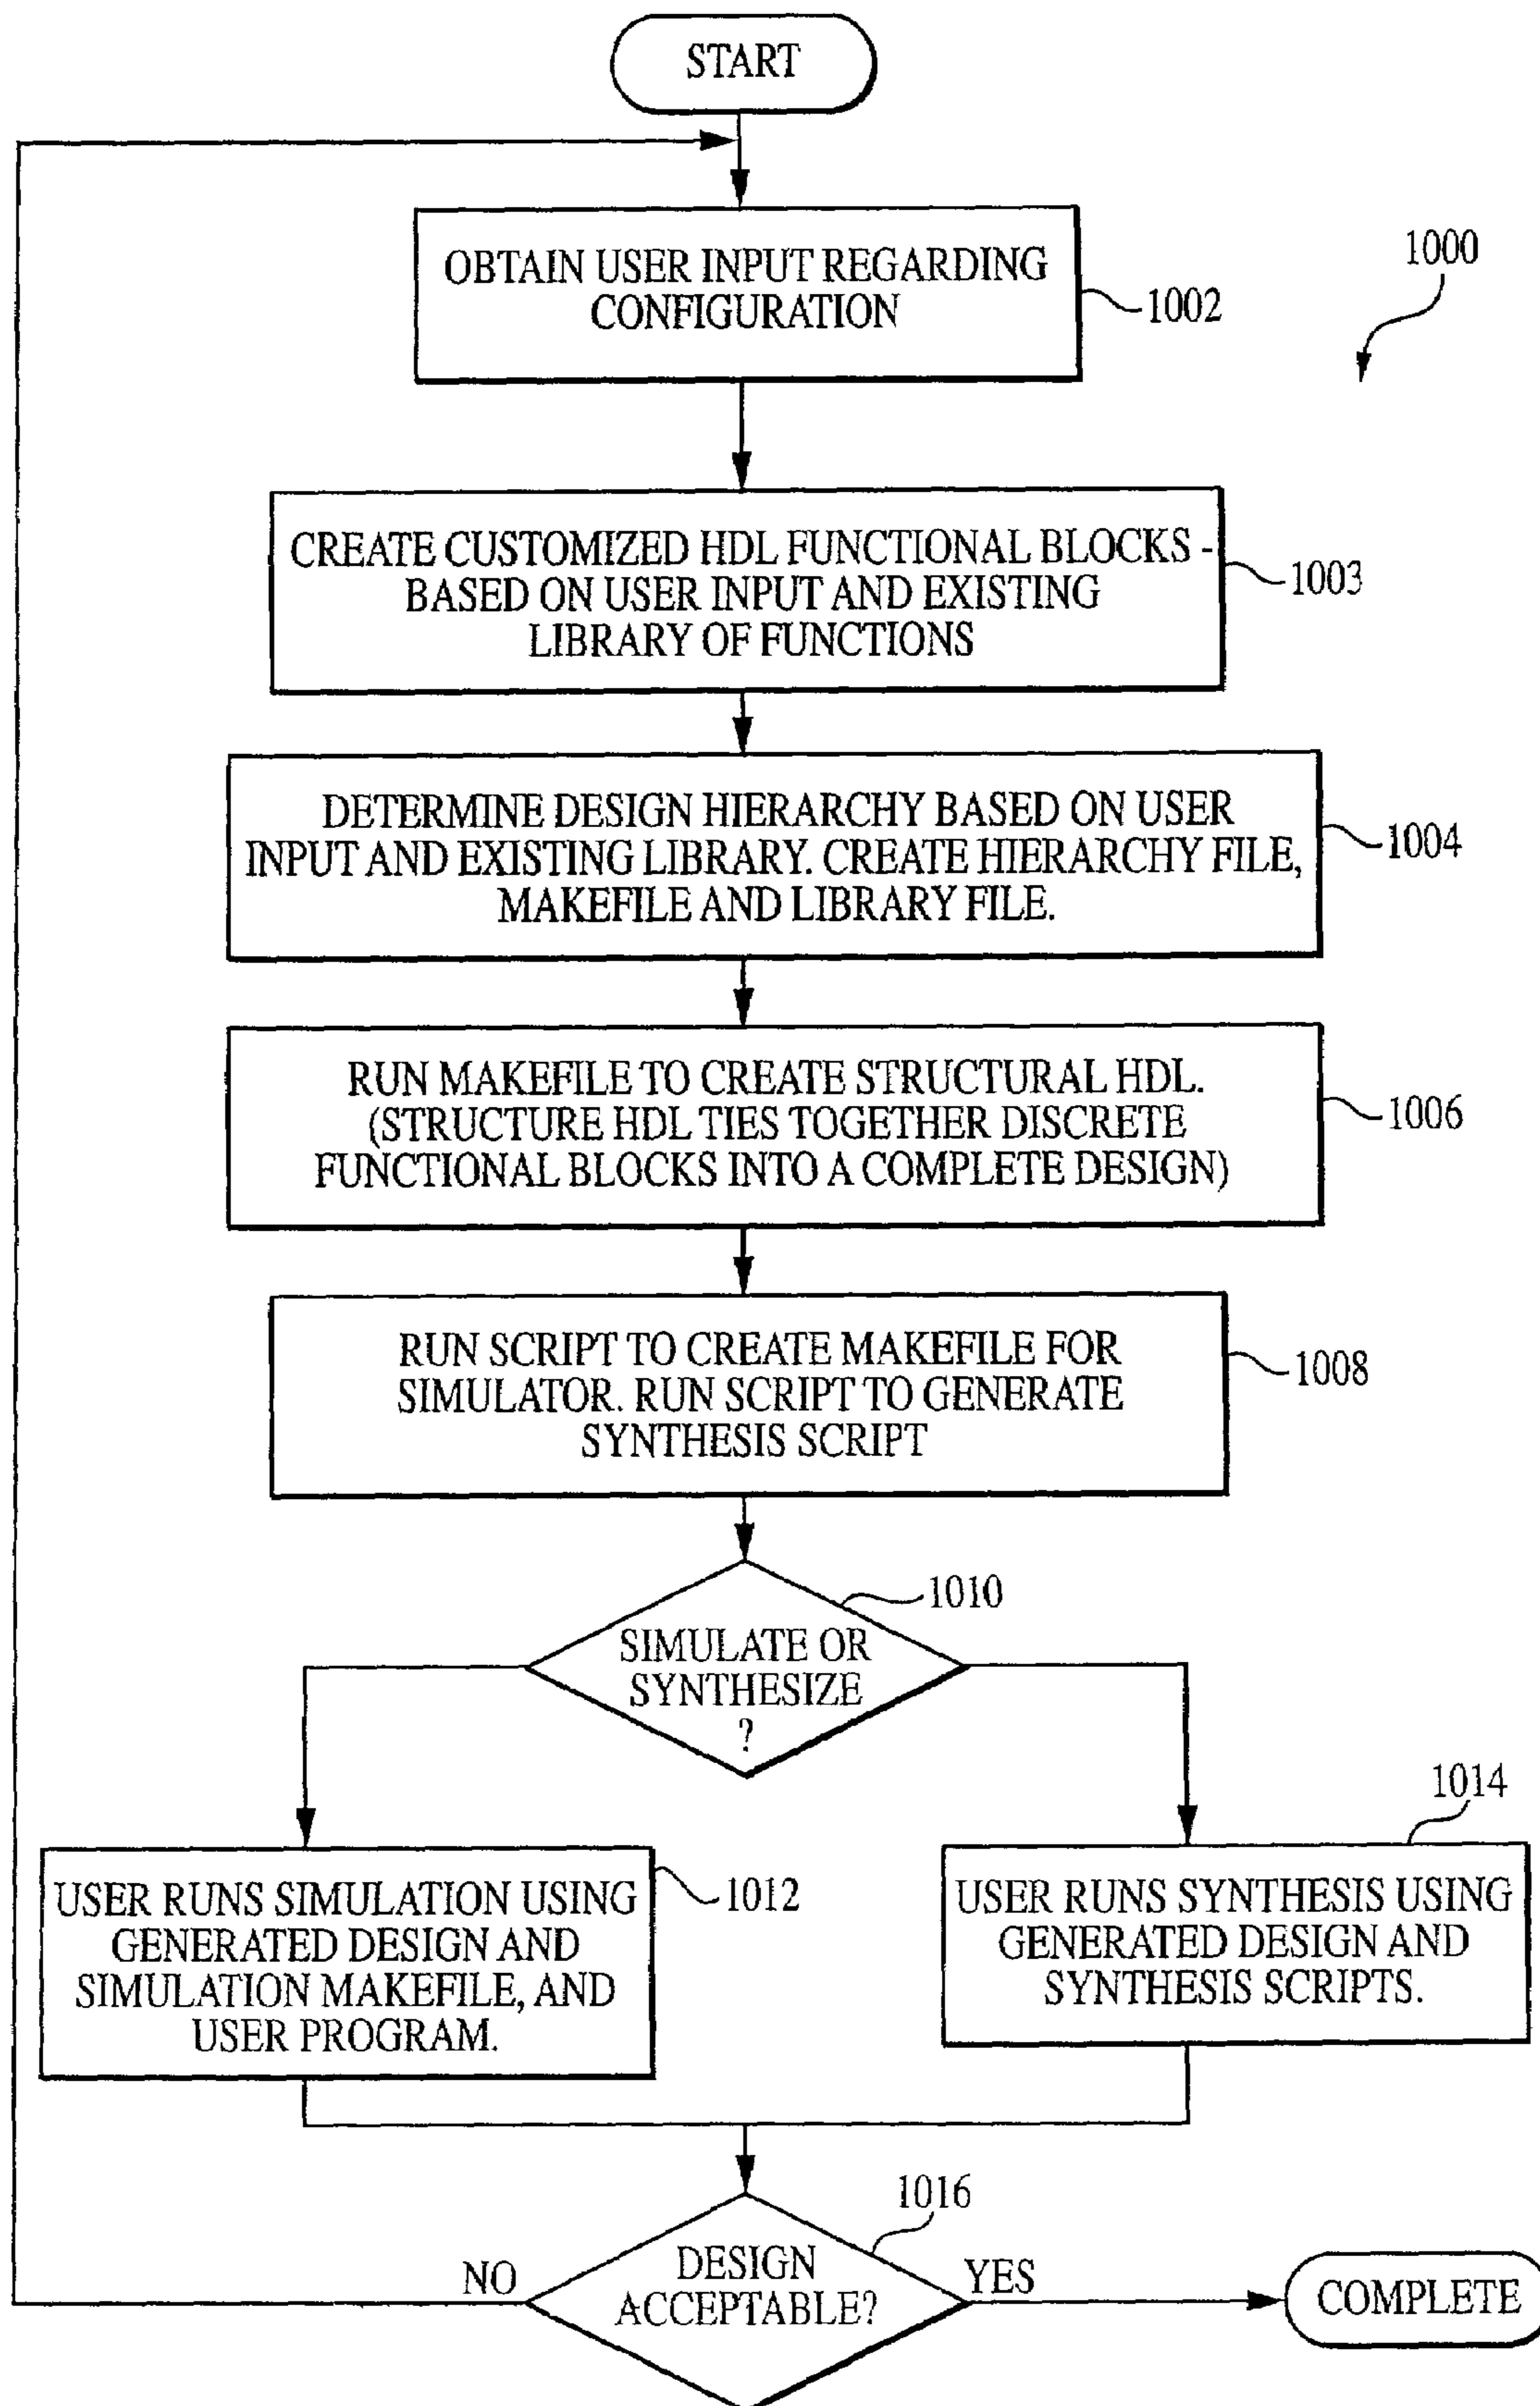 START
1000
OBTAIN USER INPUT REGARDING
CONFIGURATION
1002
CREATE CUSTOMIZED HDL FUNCTIONAL BLOCKS -
BASED ON USER INPUT AND EXISTING
LIBRARY OF FUNCTIONS
1003
DETERMINE DESIGN HIERARCHY BASED ON USER
INPUT AND EXISTING LIBRARY. CREATE HIERARCHY FILE,
MAKEFILE AND LIBRARY FILE.
1004
RUN MAKEFILE TO CREATE STRUCTURAL HDL.
(STRUCTURE HDL TIES TOGETHER DISCRETE
FUNCTIONAL BLOCKS INTO A COMPLETE DESIGN)
1006
RUN SCRIPT TO CREATE MAKEFILE FOR
SIMULATOR. RUN SCRIPT TO GENERATE
SYNTHESIS SCRIPT
1008
1010
SIMULATE OR
SYNTHESIZE
?
USER RUNS SIMULATION USING
GENERATED DESIGN AND
SIMULATION MAKEFILE, AND
USER PROGRAM.
1012
1014
USER RUNS SYNTHESIS USING
GENERATED DESIGN AND
SYNTHESIS SCRIPTS.
1016
DESIGN
ACCEPTABLE?
NO
YES
COMPLETE